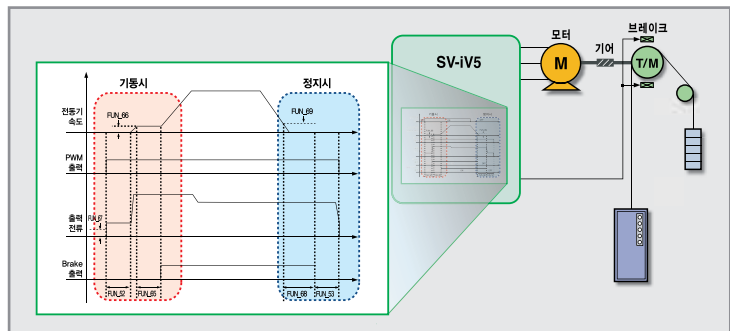 기동시
정지시
전동기
속도
FUN_66
FUN_69
PWM
출력
출력
전류
Brake
출력
FUN_52
FUN_65
FUN_68
FUN_53
SV-iV5
모터
M
기어
브레이크
T/M